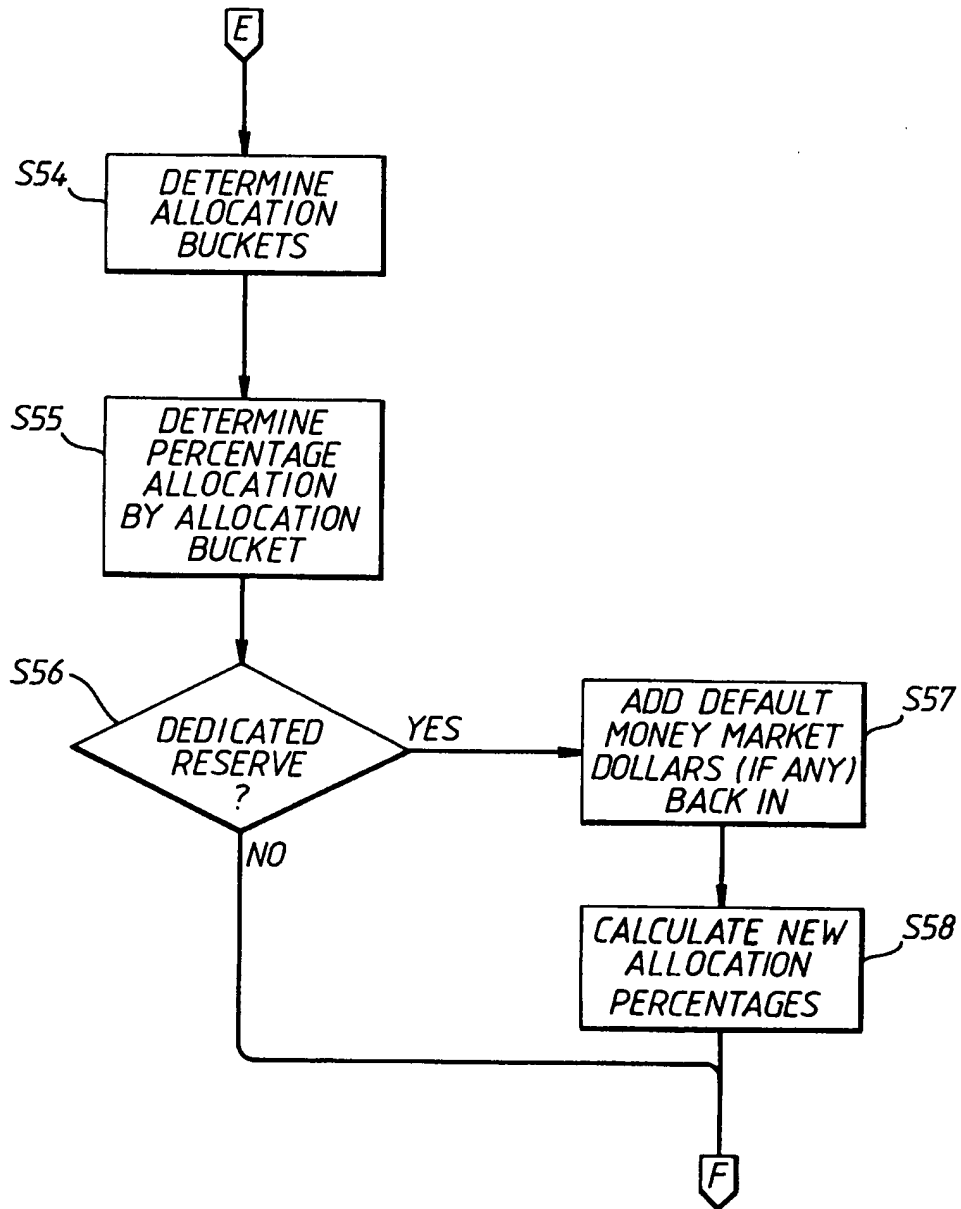 E
S54
DETERMINE
ALLOCATION
BUCKETS
S55
DETERMINE
PERCENTAGE
ALLOCATION
BY ALLOCATION
BUCKET
S56
DEDICATED
RESERVE
?
YES
NO
S57
ADD DEFAULT
MONEY MARKET
DOLLARS (IF ANY)
BACK IN
S58
CALCULATE NEW
ALLOCATION
PERCENTAGES
F